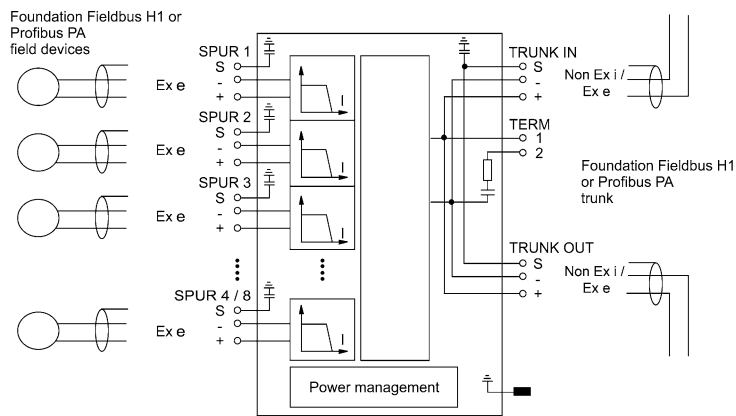 Foundation Fieldbus H1 or
Profibus PA
field devices
SPUR 1
S
-
+
Ex e
I
SPUR 2
S
-
+
Ex e
I
SPUR 3
S
-
+
Ex e
I
SPUR 4 / 8
S
-
+
Ex e
I
Power management
TRUNK IN
S
-
+
Non Ex i /
Ex e
TERM
1
2
Foundation Fieldbus H1
or Profibus PA
trunk
TRUNK OUT
S
-
+
Non Ex i /
Ex e